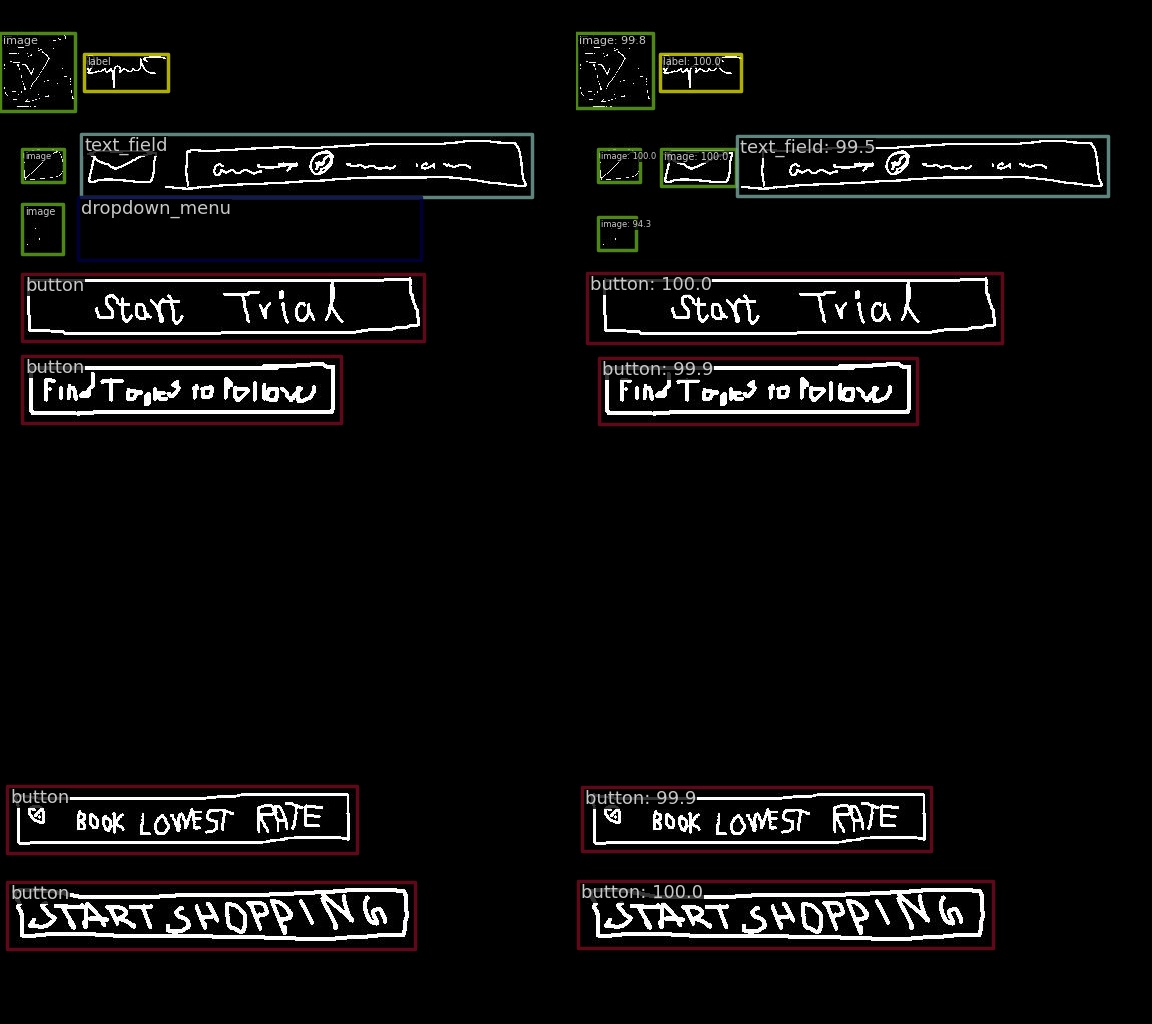 image image: 99.8
label label: 100.0
input input
text_field text_field: 99.5
image image: 100.0 image: 100.0
dropdown_menu
image image: 94.3
button button: 100.0
Start Trial Start Trial
button button: 99.9
Find Topics to Follow Find Topics to Follow
button button: 99.9
BOOK LOWEST RATE BOOK LOWEST RATE
button button: 100.0
START SHOPPING START SHOPPING